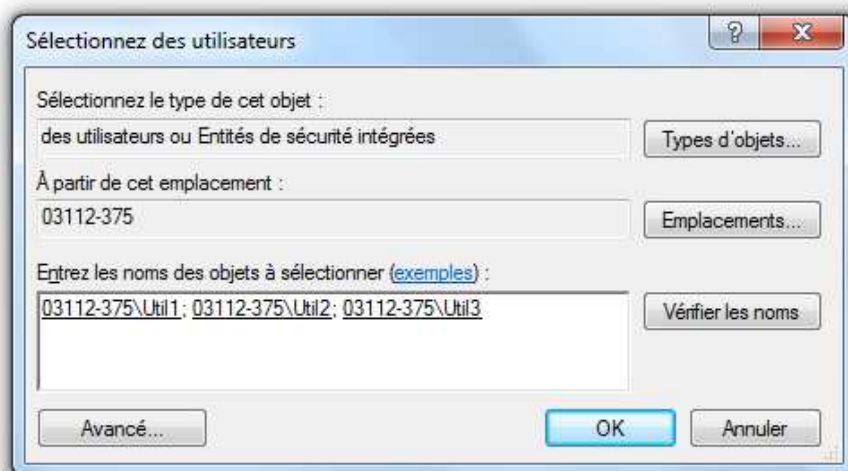 Sélectionnez des utilisateurs
Sélectionnez le type de cet objet :
des utilisateurs ou Entités de sécurité intégrées
Types d'objets...
À partir de cet emplacement :
03112-375
Emplacements...
Entrez les noms des objets à sélectionner (exemples) :
03112-375\Util1; 03112-375\Util2; 03112-375\Util3
Vérifier les noms
Avancé...
OK
Annuler